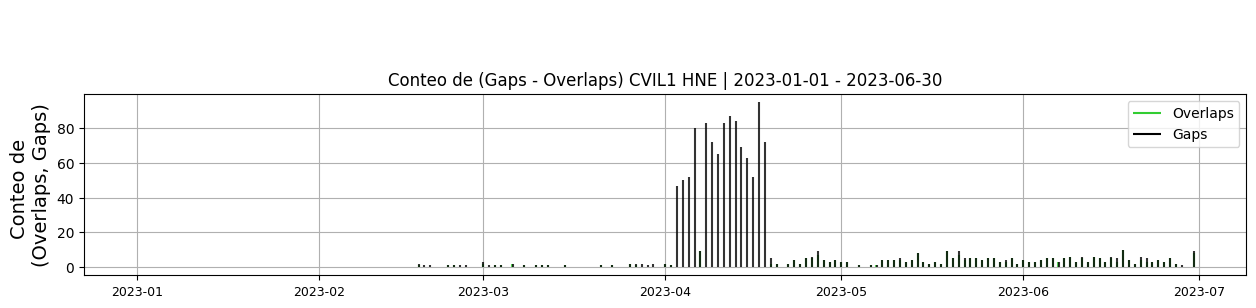 Conteo de (Gaps - Overlaps) CVIL1 HNE | 2023-01-01 - 2023-06-30
Conteo de
(Overlaps, Gaps)
80
60
40
20
0
Overlaps
Gaps
2023-01
2023-02
2023-03
2023-04
2023-05
2023-06
2023-07